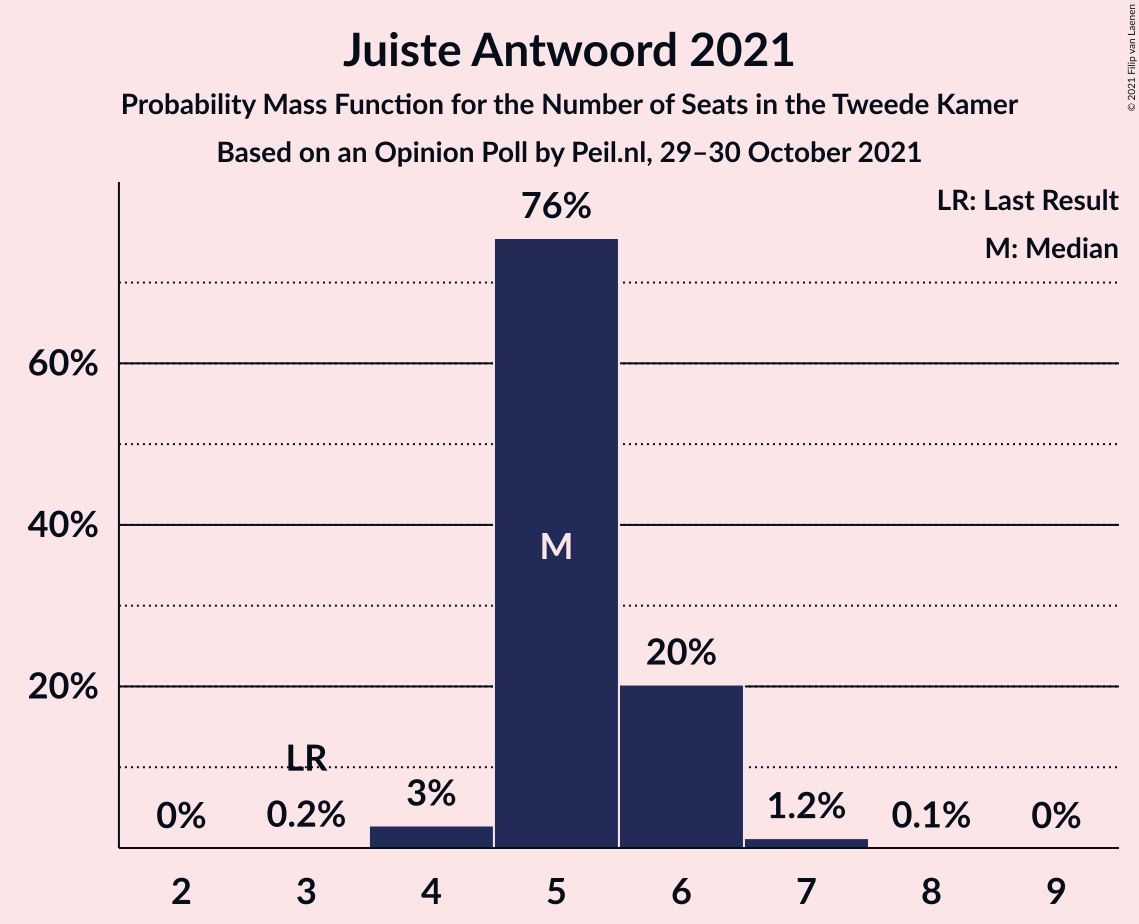 Juiste Antwoord 2021
Probability Mass Function for the Number of Seats in the Tweede Kamer
Based on an Opinion Poll by Peil.nl, 29–30 October 2021
© 2021 Filip van Laenen
LR: Last Result
M: Median
76%
60%
40%
M
20%
20%
LR
0%
0.2%
3%
1.2%
0.1%
0%
2 3 4 5 6 7 8 9